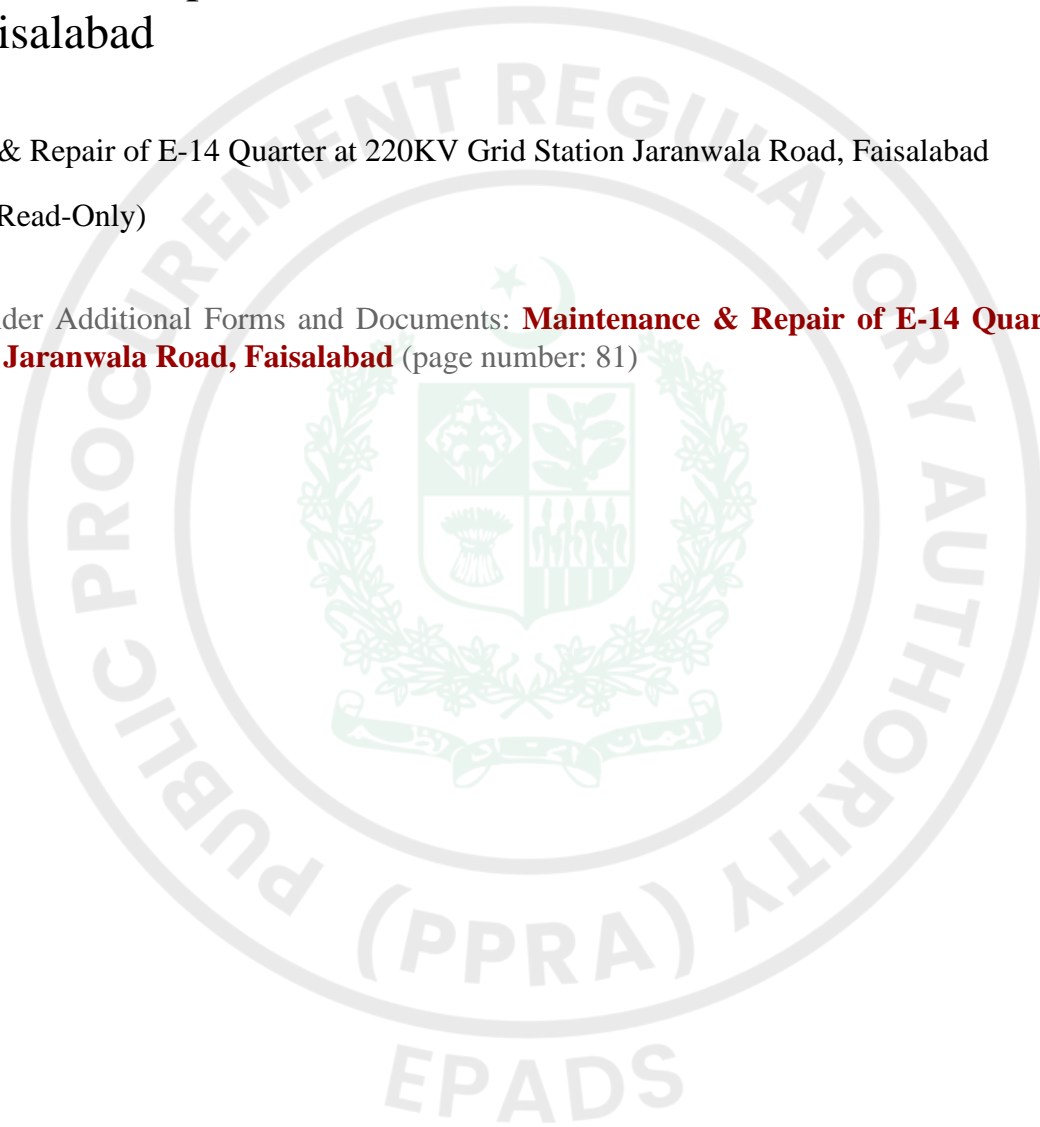 isalabad
& Repair of E-14 Quarter at 220KV Grid Station Jaranwala Road, Faisalabad
Read-Only)
der Additional Forms and Documents: Maintenance & Repair of E-14 Quar
Jaranwala Road, Faisalabad (page number: 81)
PUBLIC PROCUREMENT REGULATORY AUTHORITY
(PPRA)
EPADS